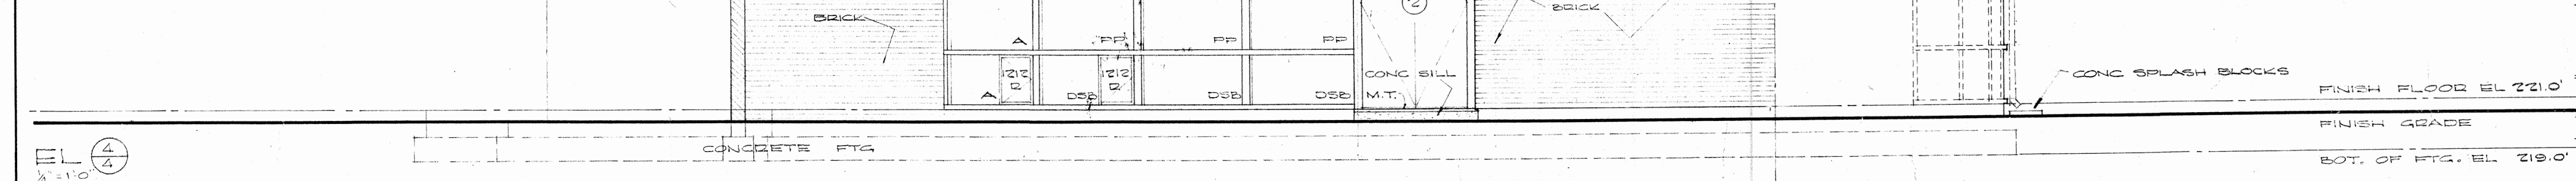 2
BRICK
BRICK
A PP PP PP
1212 1212 CONC SILL
R R
CONC SPLASH BLOCKS
A DSB DSB DSB M.T.
FINISH FLOOR EL 221.0'
FINISH GRADE
CONCRETE FTG
EL 4
4
BOT. OF FTG. EL 219.0'
¼"=1'0"